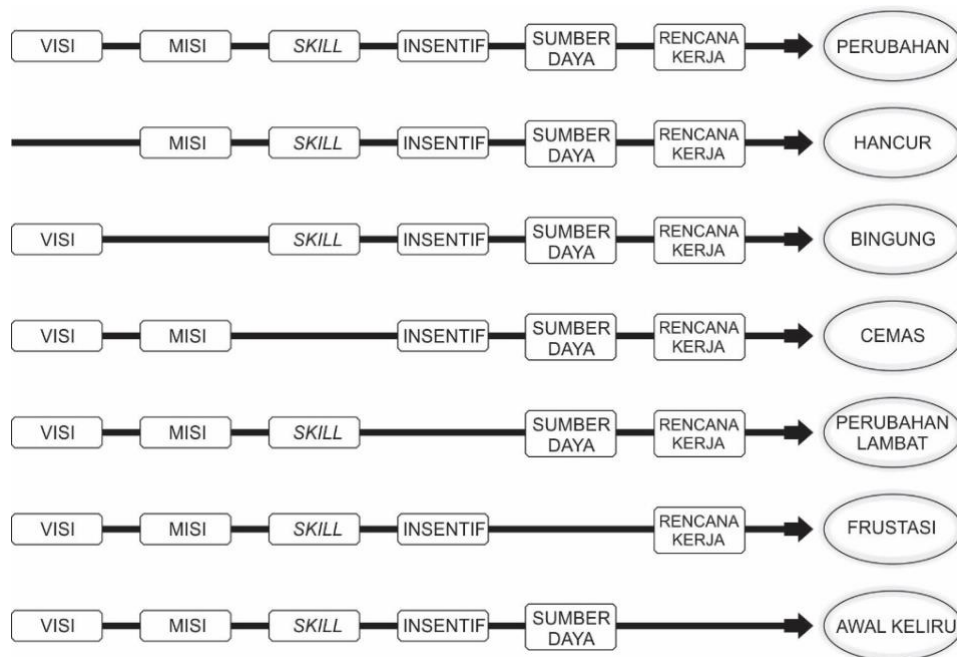 VISI MISI SKILL INSENTIF SUMBER DAYA RENCANA KERJA PERUBAHAN
MISI SKILL INSENTIF SUMBER DAYA RENCANA KERJA HANCUR
VISI SKILL INSENTIF SUMBER DAYA RENCANA KERJA BINGUNG
VISI MISI INSENTIF SUMBER DAYA RENCANA KERJA CEMAS
VISI MISI SKILL SUMBER DAYA RENCANA KERJA PERUBAHAN LAMBAT
VISI MISI SKILL INSENTIF RENCANA KERJA FRUSTASI
VISI MISI SKILL INSENTIF SUMBER DAYA AWAL KELIRU